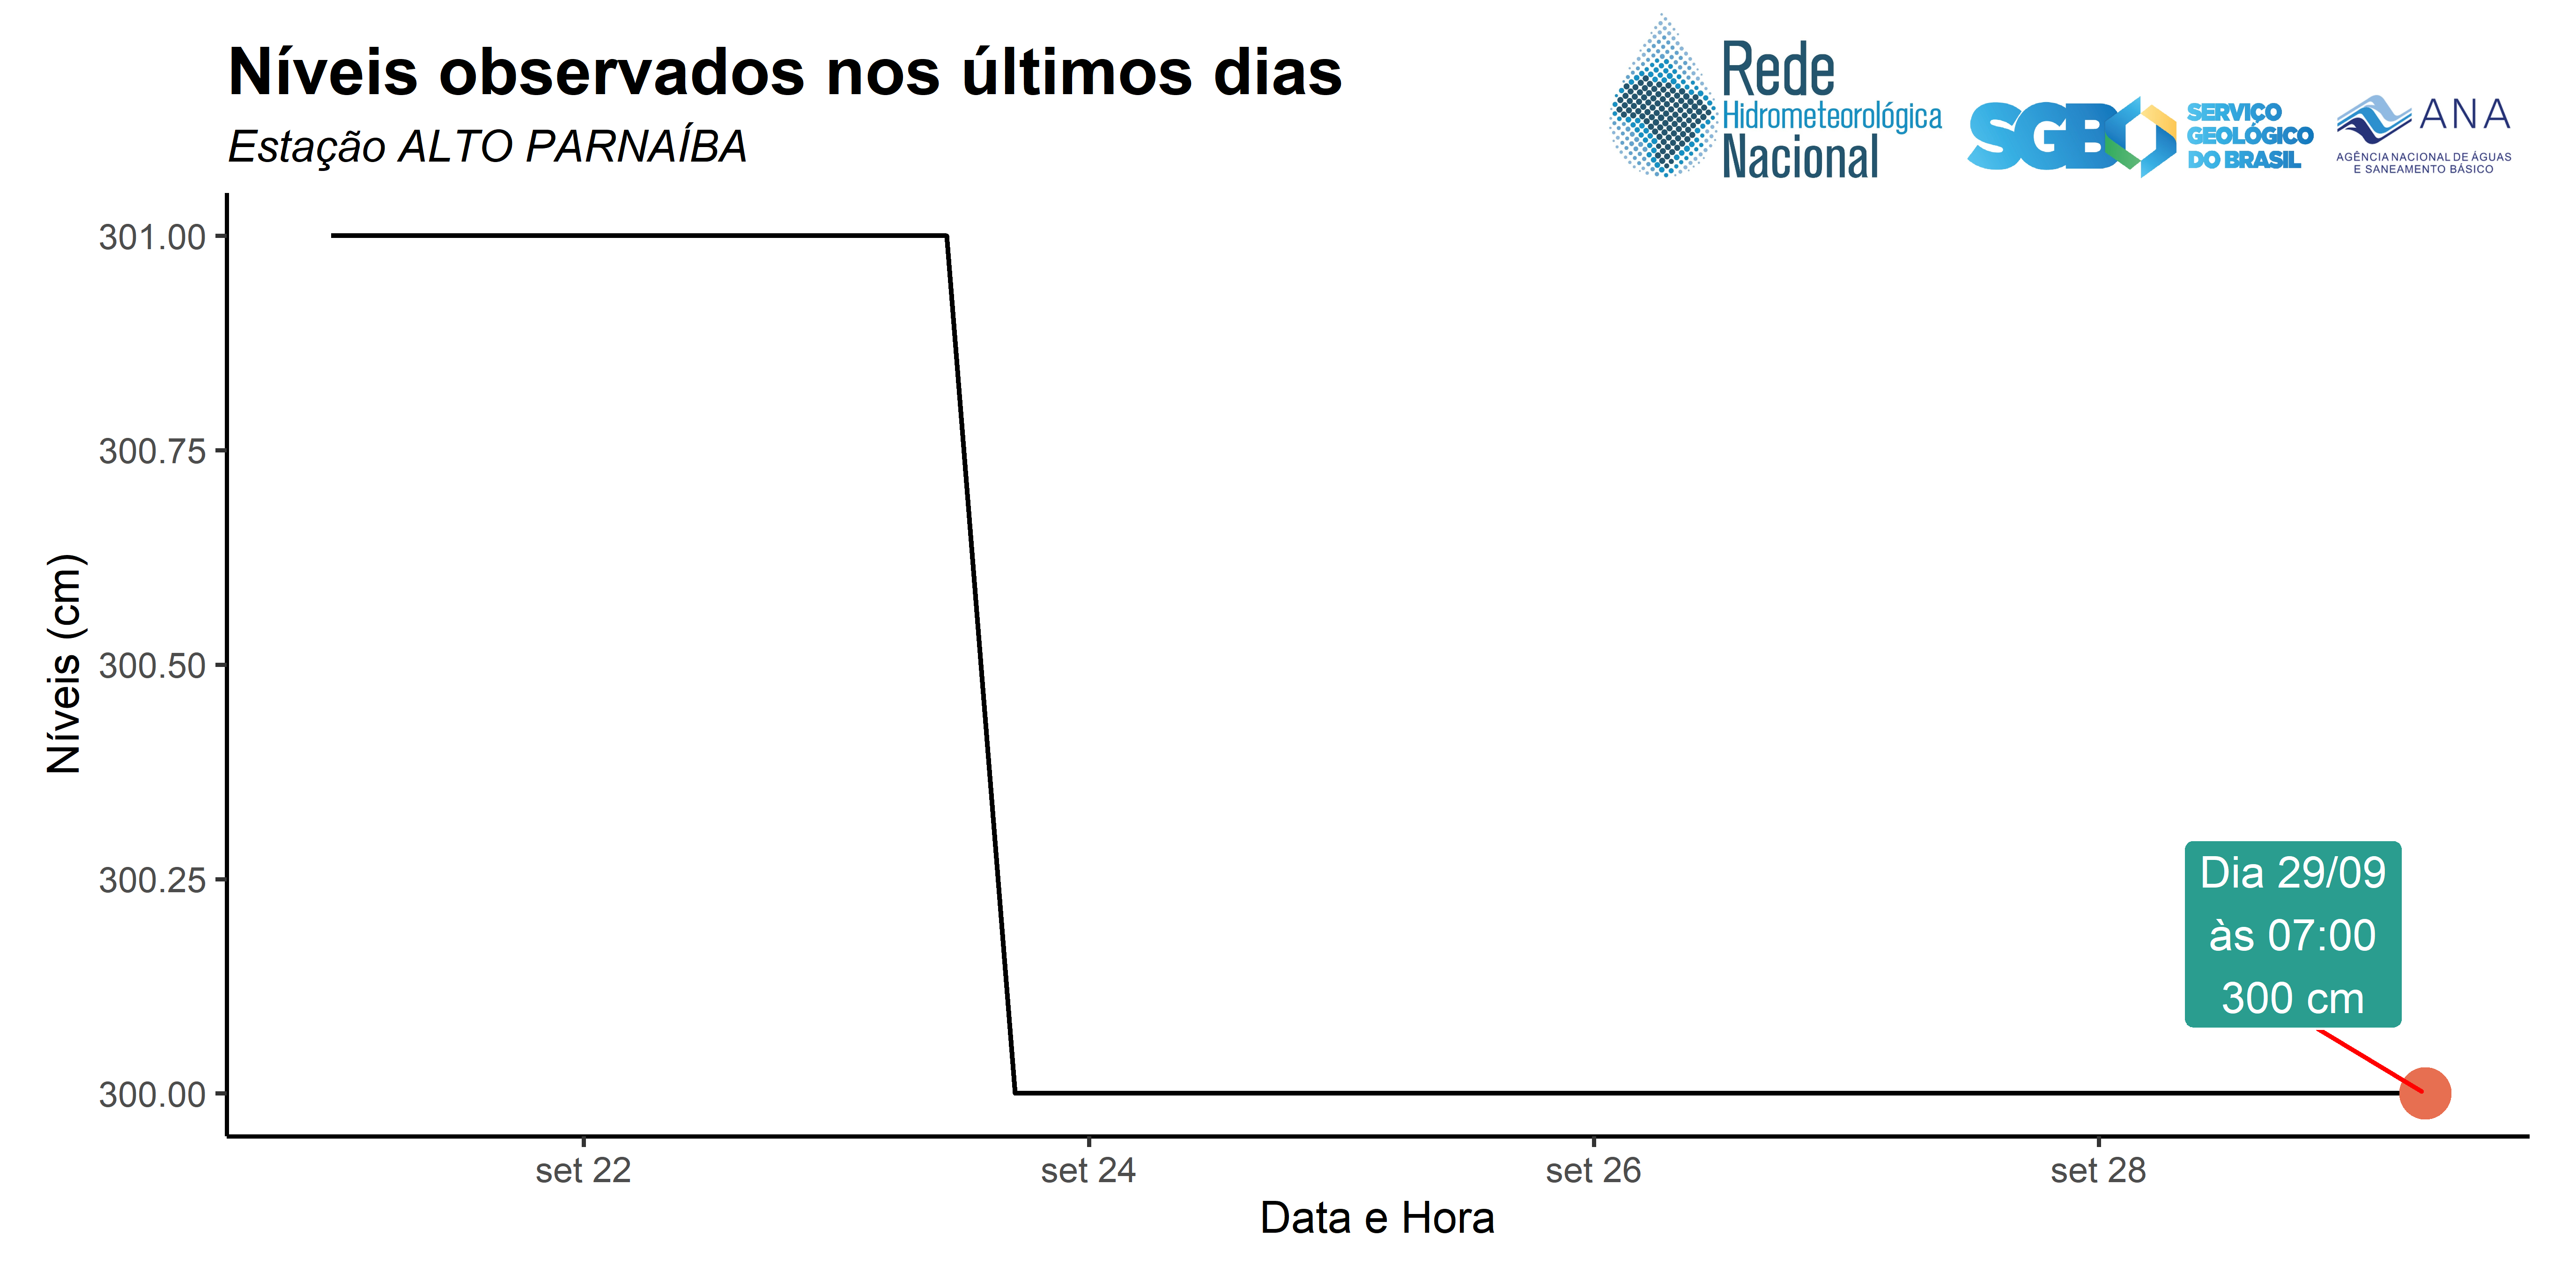 Níveis observados nos últimos dias
Estação ALTO PARNAÍBA
Rede
Hidrometeorológica
Nacional
SGB
SERVIÇO
GEOLÓGICO
DO BRASIL
ANA
AGÊNCIA NACIONAL DE ÁGUAS
E SANEAMENTO BÁSICO
Níveis (cm)
301.00
300.75
300.50
300.25
300.00
Dia 29/09
às 07:00
300 cm
set 22
set 24
set 26
set 28
Data e Hora